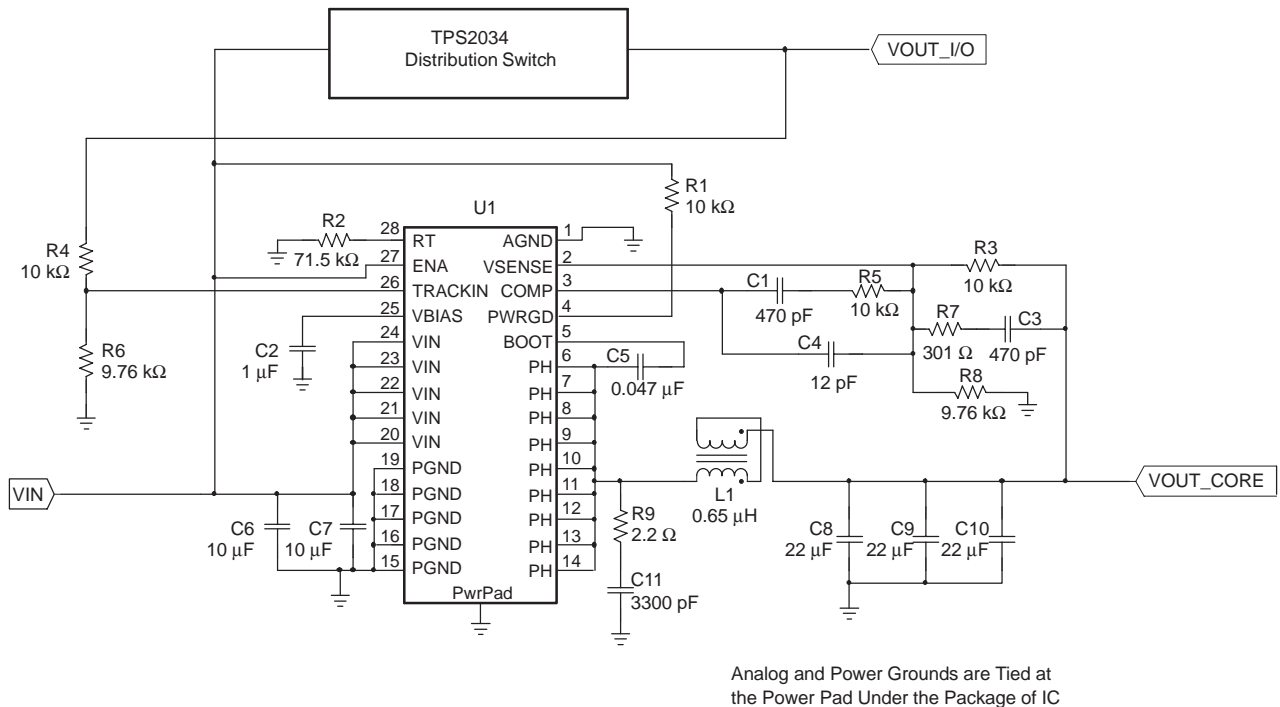 TPS2034
Distribution Switch
VOUT_I/O
R1
10 kΩ
U1
R2
71.5 kΩ
R4
10 kΩ
R6
9.76 kΩ
C2
1 μF
28
RT
27
ENA
26
TRACKIN
25
VBIAS
24
VIN
23
VIN
22
VIN
21
VIN
20
VIN
19
PGND
18
PGND
17
PGND
16
PGND
15
PGND
AGND
1
VSENSE
2
COMP
3
PWRGD
4
BOOT
5
PH
6
PH
7
PH
8
PH
9
PH
10
PH
11
PH
12
PH
13
PH
14
PwrPad
C1
470 pF
R5
10 kΩ
R3
10 kΩ
R7
301 Ω
C3
470 pF
C4
12 pF
R8
9.76 kΩ
C5
0.047 μF
VIN
C6
10 μF
C7
10 μF
L1
0.65 μH
R9
2.2 Ω
C11
3300 pF
C8
22 μF
C9
22 μF
C10
22 μF
VOUT_CORE
Analog and Power Grounds are Tied at
the Power Pad Under the Package of IC